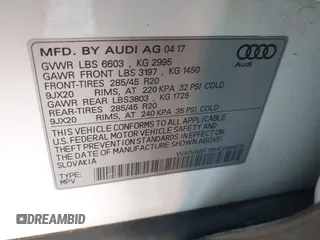 MFD. BY AUDI AG 04·17
GVWR LBS 6603 , KG 2995
GAWR FRONT LBS 3197 , KG 1450
FRONT-TIRES 285/45 R20
9JX20 RIMS, AT 220 KPA 32 PSI COLD
GAWR REAR LBS3803 , KG 1725
REAR-TIRES 285/45 R20
9JX20 RIMS, AT 240 KPA 35 PSI COLD
Audi
THIS VEHICLE CONFORMS TO ALL APPLICABLE
U.S. FEDERAL MOTOR VEHICLE SAFETY STANDARDS
IN EFFECT ON THE DATE OF
MANUFACTURE SHOWN ABOVE.
SLOVAKIA
TYPE:
MPV
DREAMBID